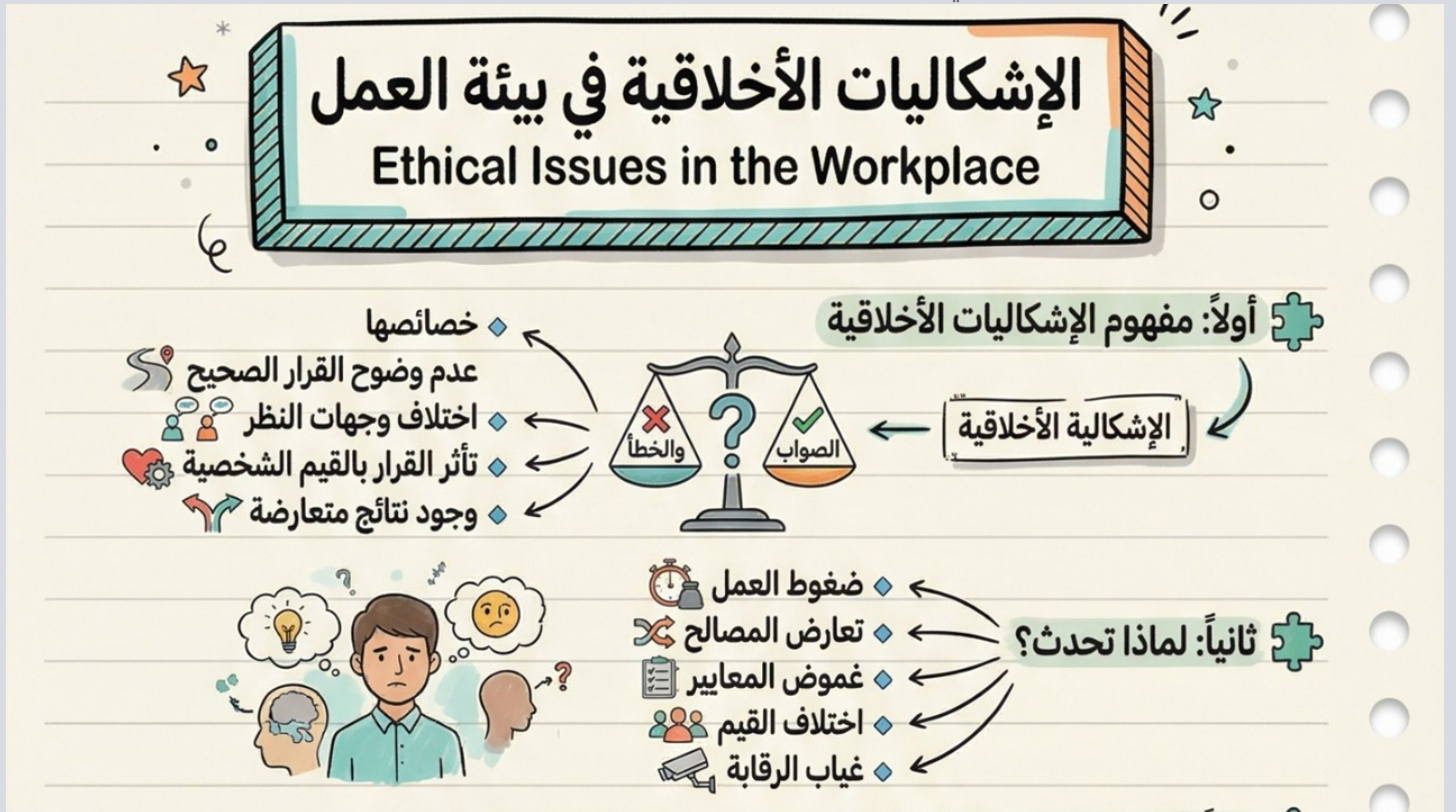 الإشكاليات الأخلاقية في بيئة العمل
Ethical Issues in the Workplace
أولاً: مفهوم الإشكاليات الأخلاقية
الإشكالية الأخلاقية
الصواب
والخطأ
خصائصها
عدم وضوح القرار الصحيح
اختلاف وجهات النظر
تأثر القرار بالقيم الشخصية
وجود نتائج متعارضة
ثانياً: لماذا تحدث؟
ضغوط العمل
تعارض المصالح
غموض المعايير
اختلاف القيم
غياب الرقابة